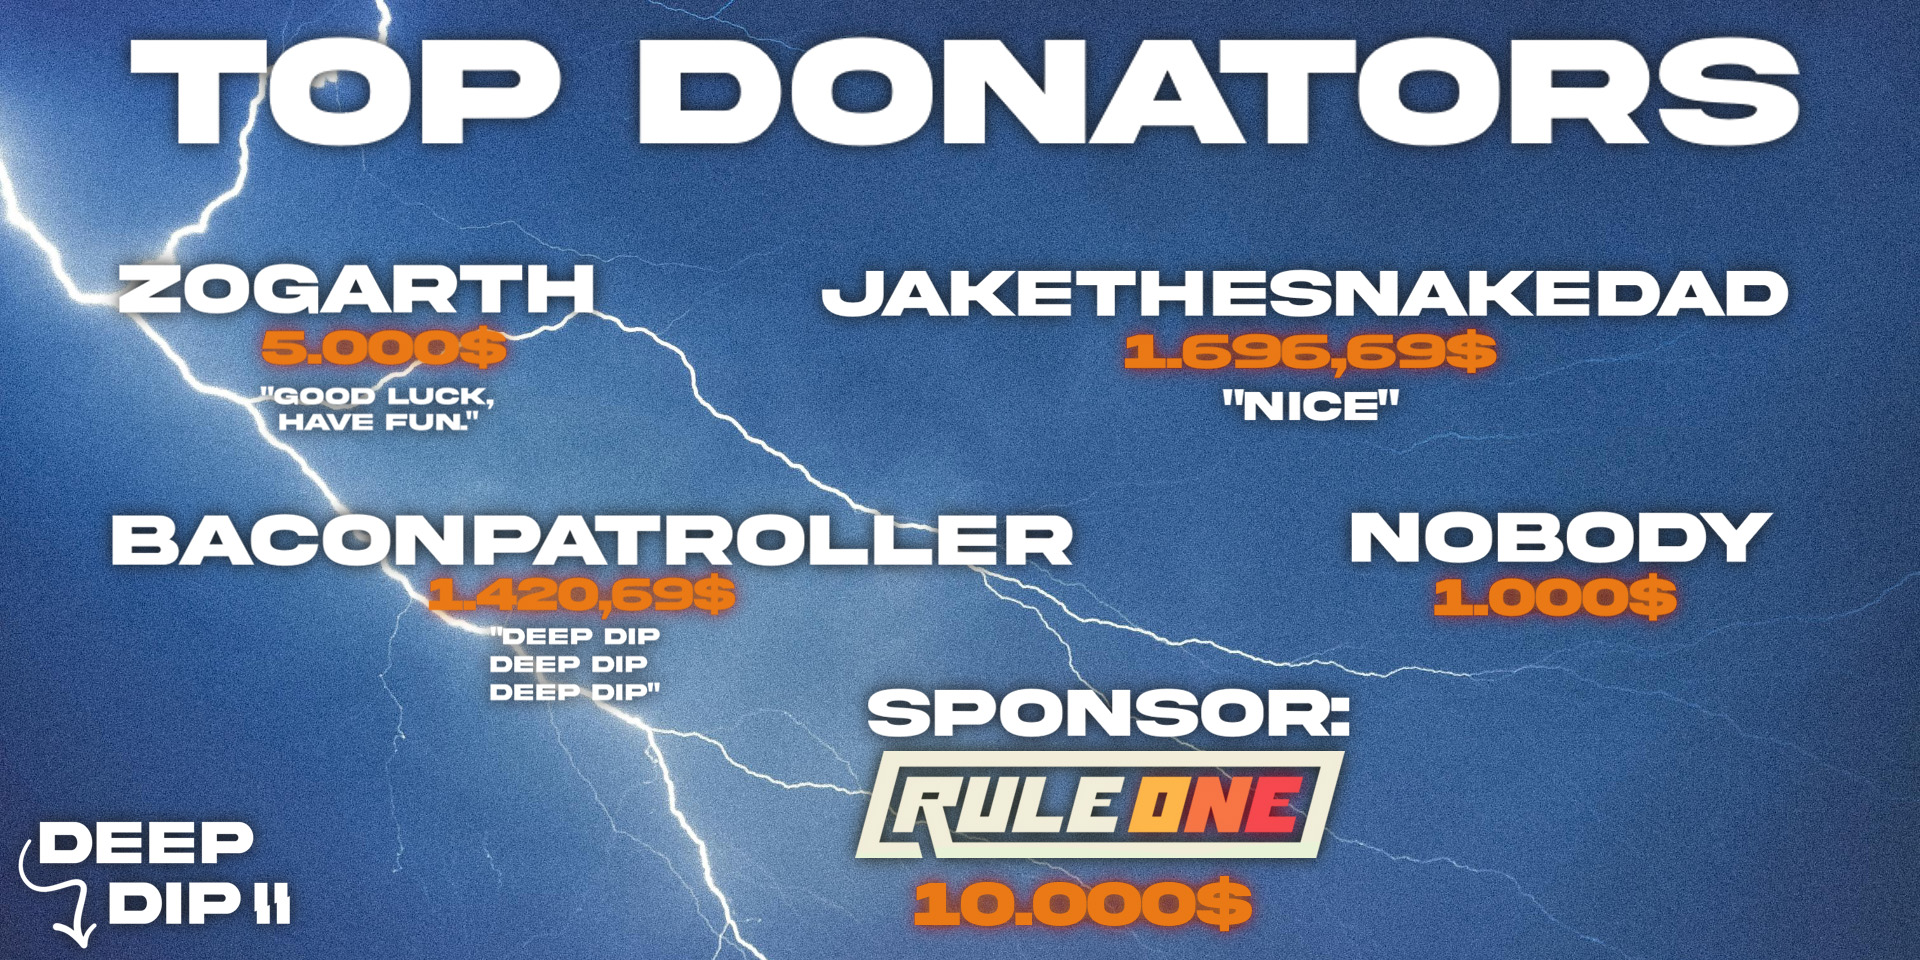 TOP DONATORS
ZOGARTH
5.000$
"GOOD LUCK,
HAVE FUN."
JAKETHESNAKEDAD
1.696,69$
"NICE"
BACONPATROLLER
1.420,69$
"DEEP DIP
DEEP DIP
DEEP DIP"
NOBODY
1.000$
SPONSOR:
RULE ONE
10.000$
DEEP
DIP II